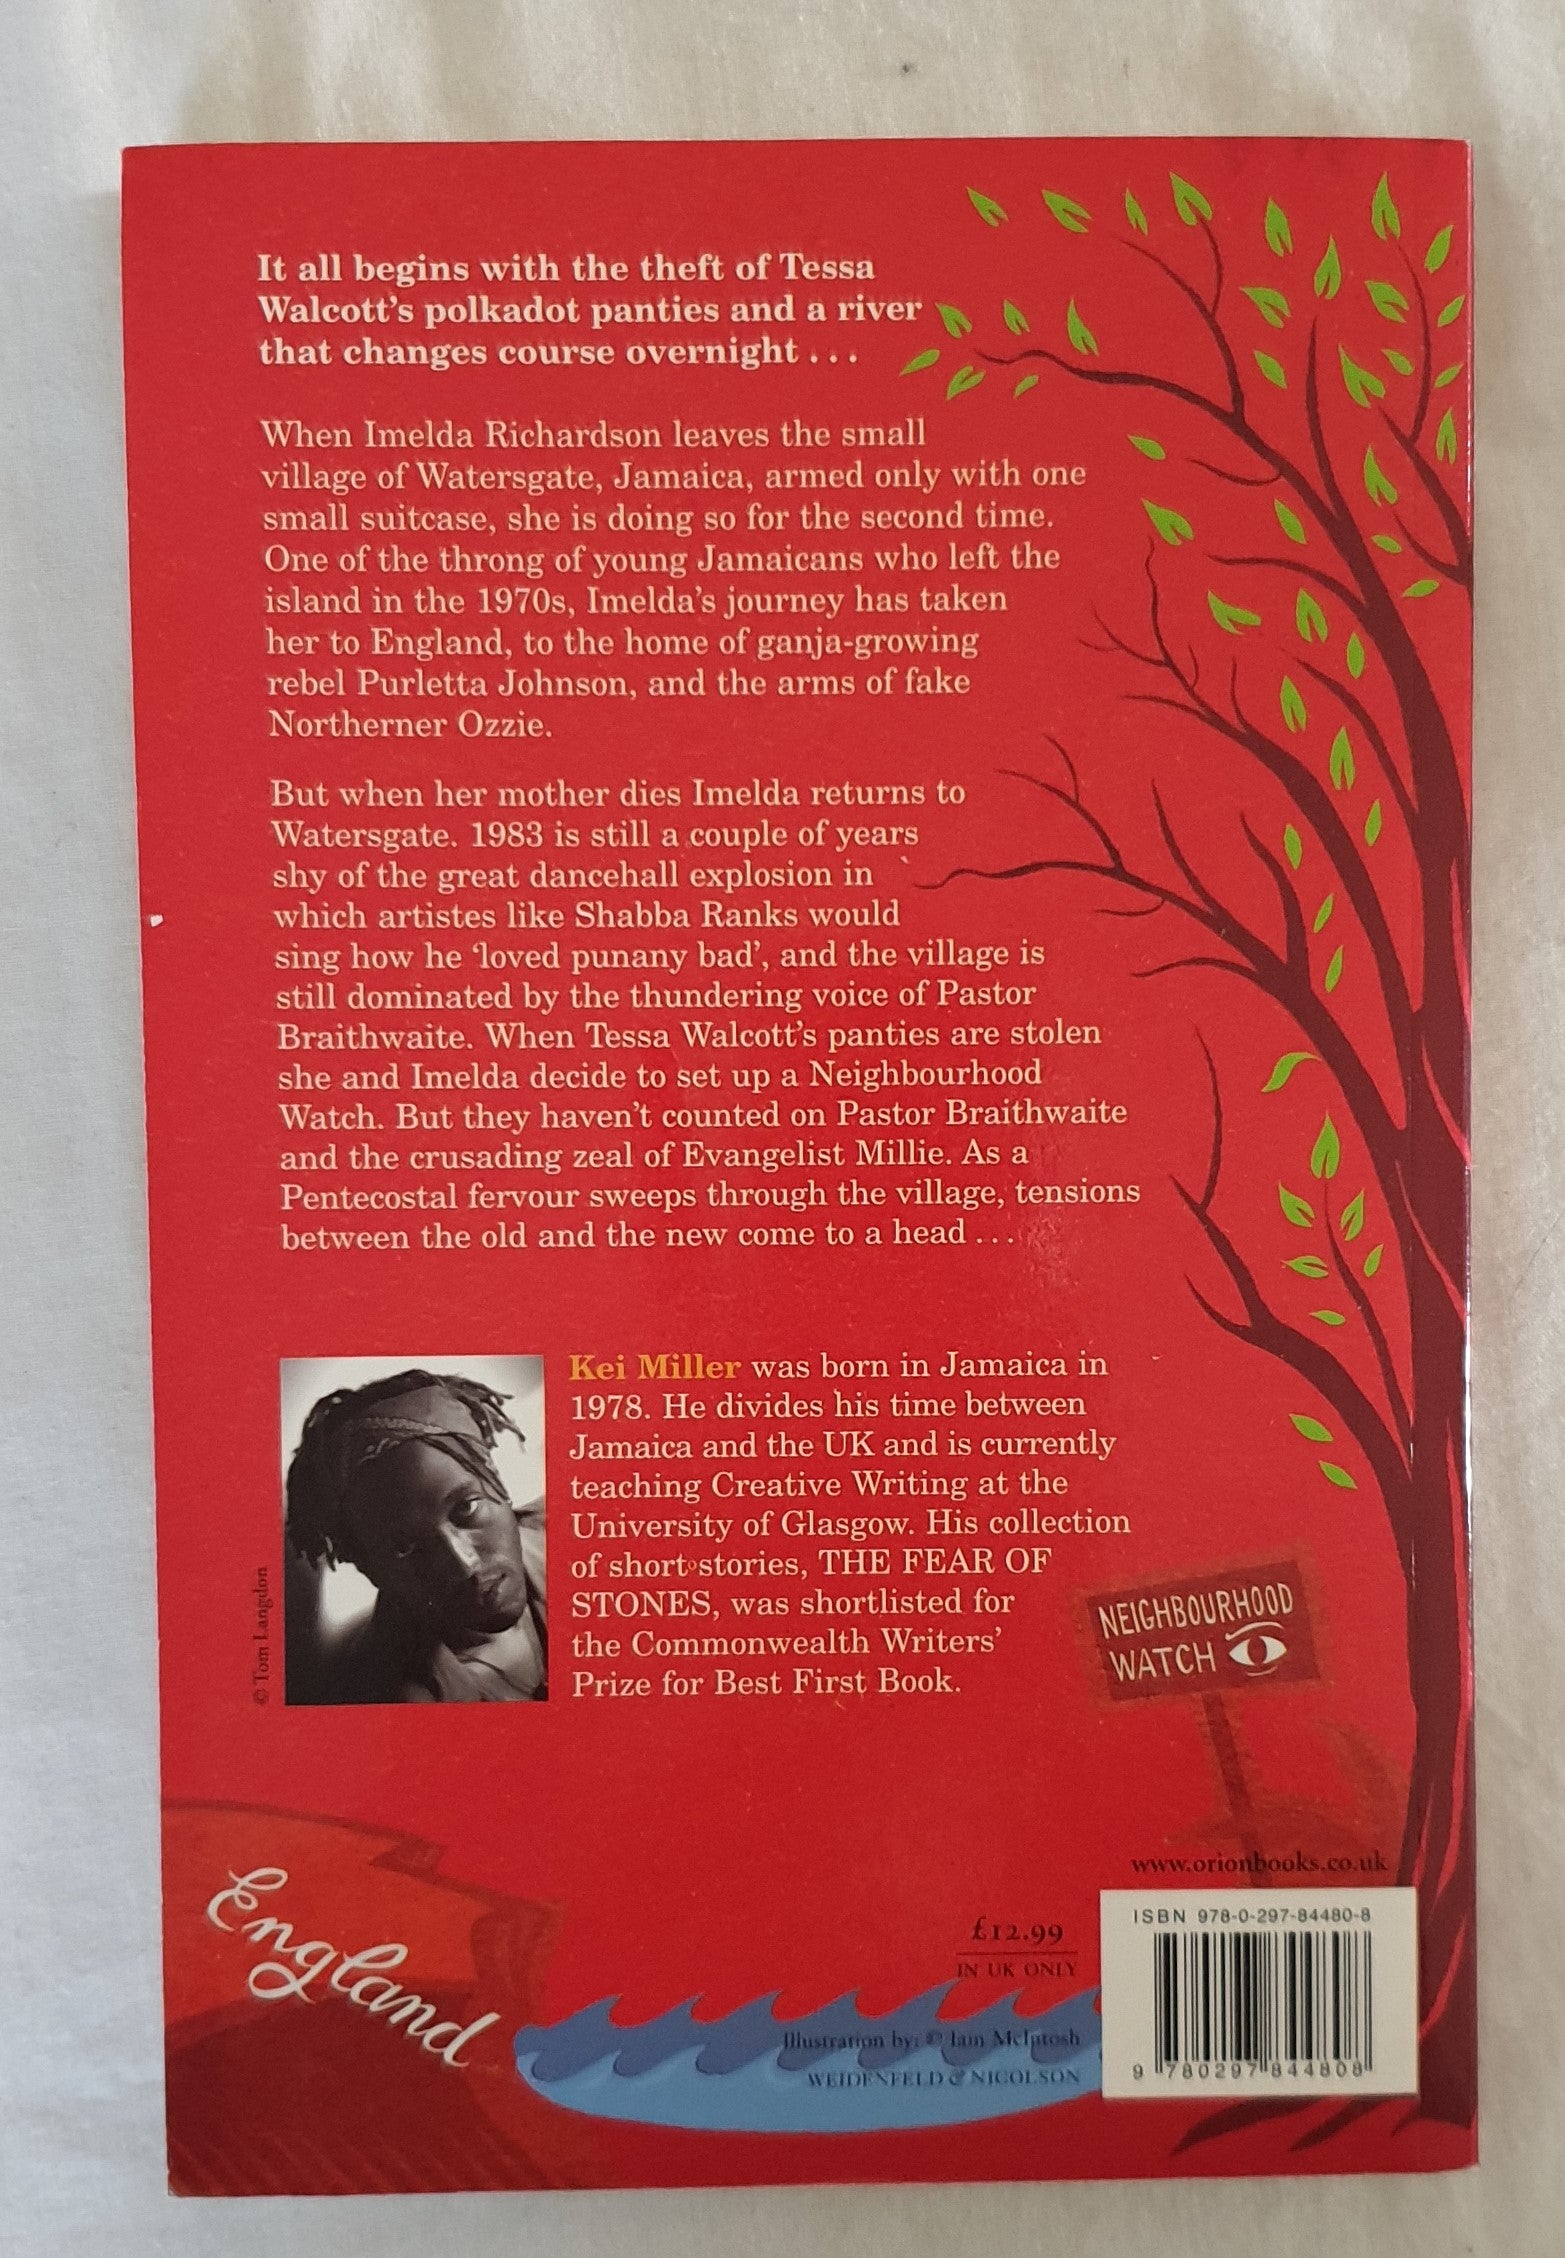 It all begins with the theft of Tessa
Walcott's polkadot panties and a river
that changes course overnight . . .
When Imelda Richardson leaves the small
village of Watersgate, Jamaica, armed only with one
small suitcase, she is doing so for the second time.
One of the throng of young Jamaicans who left the
island in the 1970s, Imelda's journey has taken
her to England, to the home of ganja-growing
rebel Purletta Johnson, and the arms of fake
Northerner Ozzie.
But when her mother dies Imelda returns to
Watersgate. 1983 is still a couple of years
shy of the great dancehall explosion in
which artistes like Shabba Ranks would
sing how he 'loved punany bad', and the village is
still dominated by the thundering voice of Pastor
Braithwaite. When Tessa Walcott's panties are stolen
she and Imelda decide to set up a Neighbourhood
Watch. But they haven't counted on Pastor Braithwaite
and the crusading zeal of Evangelist Millie. As a
Pentecostal fervour sweeps through the village, tensions
between the old and the new come to a head . . .
Kei Miller was born in Jamaica in
1978. He divides his time between
Jamaica and the UK and is currently
teaching Creative Writing at the
University of Glasgow. His collection
of short stories, THE FEAR OF
STONES, was shortlisted for
the Commonwealth Writers'
Prize for Best First Book.
© Tom Langdon
NEIGHBOURHOOD
WATCH
England
www.orionbooks.co.uk
£12.99
IN UK ONLY
Illustration by: © Iain McIntosh
WEIDENFELD & NICOLSON
ISBN 978-0-297-84480-8
9 780297 844808